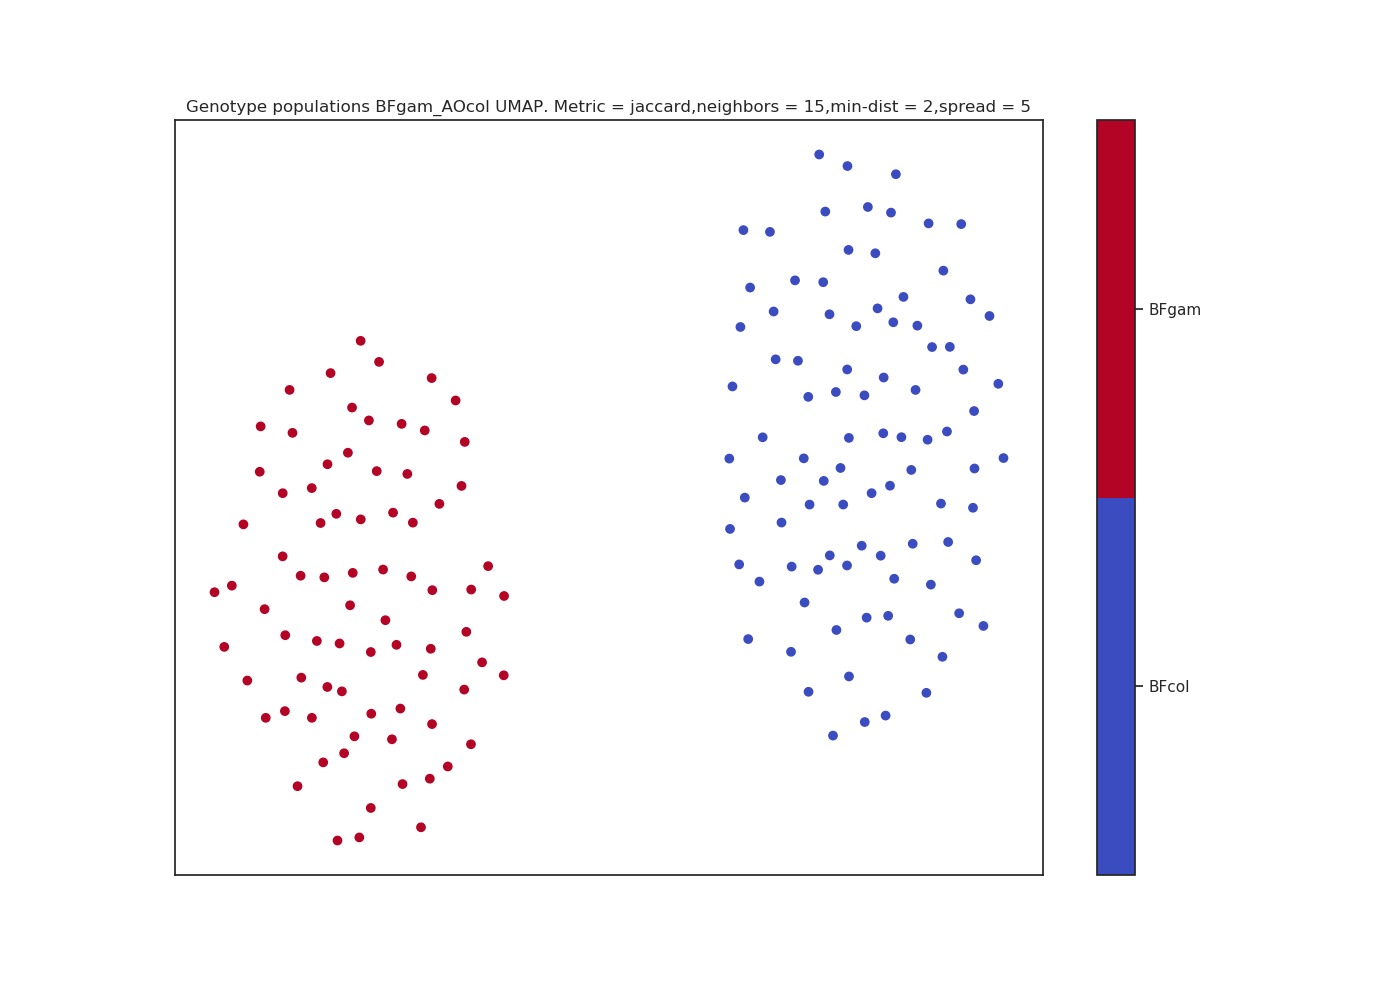 Genotype populations BFgam_AOcol UMAP. Metric = jaccard,neighbors = 15,min-dist = 2,spread = 5
BFgam
BFcol